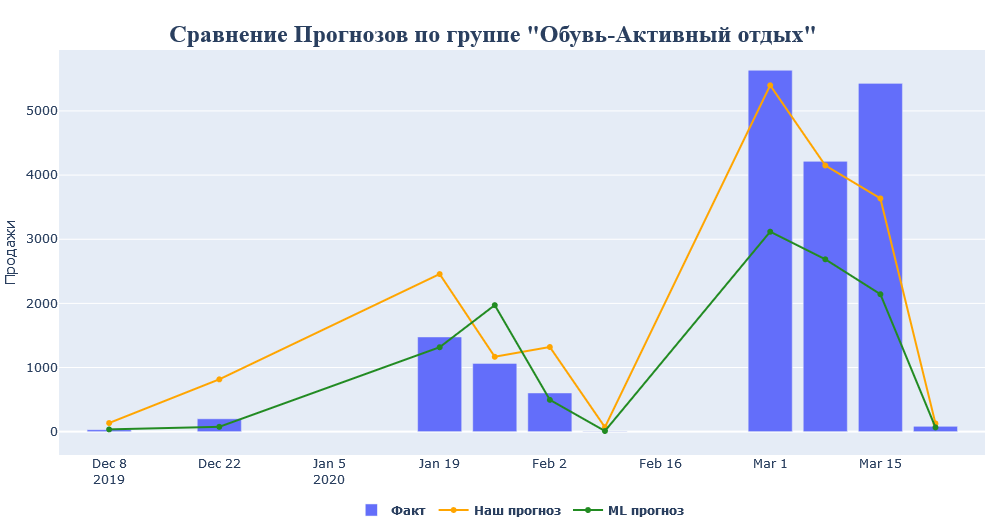 Сравнение Прогнозов по группе "Обувь-Активный отдых"
Продажи
5000
4000
3000
2000
1000
0
Dec 8
2019
Dec 22
Jan 5
2020
Jan 19
Feb 2
Feb 16
Mar 1
Mar 15
Факт
Наш прогноз
ML прогноз